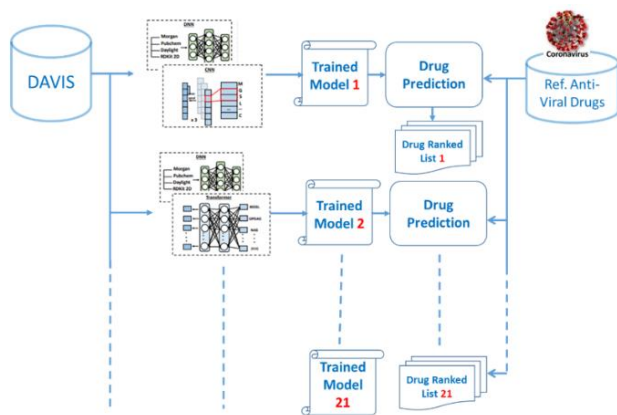 DAVIS
DNN
Morgan
Pubchem
Daylight
RDKit 2D
CNN
M
G
S
L
...
C
x 3
Trained
Model 1
Drug
Prediction
Coronavirus
Ref. Anti-
Viral Drugs
Drug Ranked
List 1
DNN
Morgan
Pubchem
Daylight
RDKit 2D
Transformer
Trained
Model 2
Drug
Prediction
Trained
Model
21
Drug Ranked
List 21